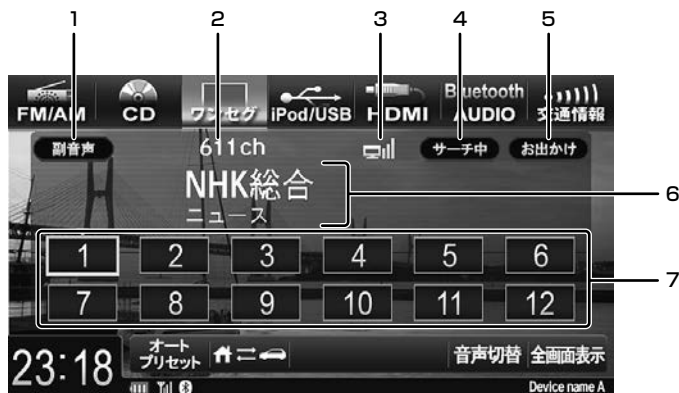 1 2 3 4 5
FM/AM CD ワンセグ iPod/USB HDMI Bluetooth AUDIO 交通情報
副音声 611ch サーチ中 お出かけ
NHK総合
ニュース
6
1 2 3 4 5 6
7
7 8 9 10 11 12
23:18 オートプリセット 音声切替 全画面表示
Device name A